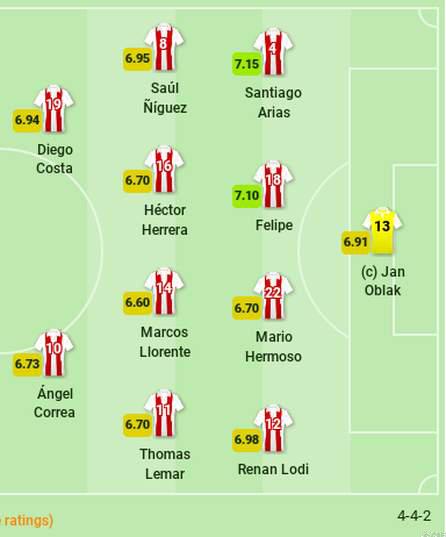 8
6.95
Saúl
Ñíguez
4
7.15
Santiago
Arias
19
6.94
Diego
Costa
16
6.70
Héctor
Herrera
18
7.10
Felipe
13
6.91
(c) Jan
Oblak
14
6.60
Marcos
Llorente
22
6.70
Mario
Hermoso
10
6.73
Ángel
Correa
11
6.70
Thomas
Lemar
12
6.98
Renan Lodi
ratings)
4-4-2